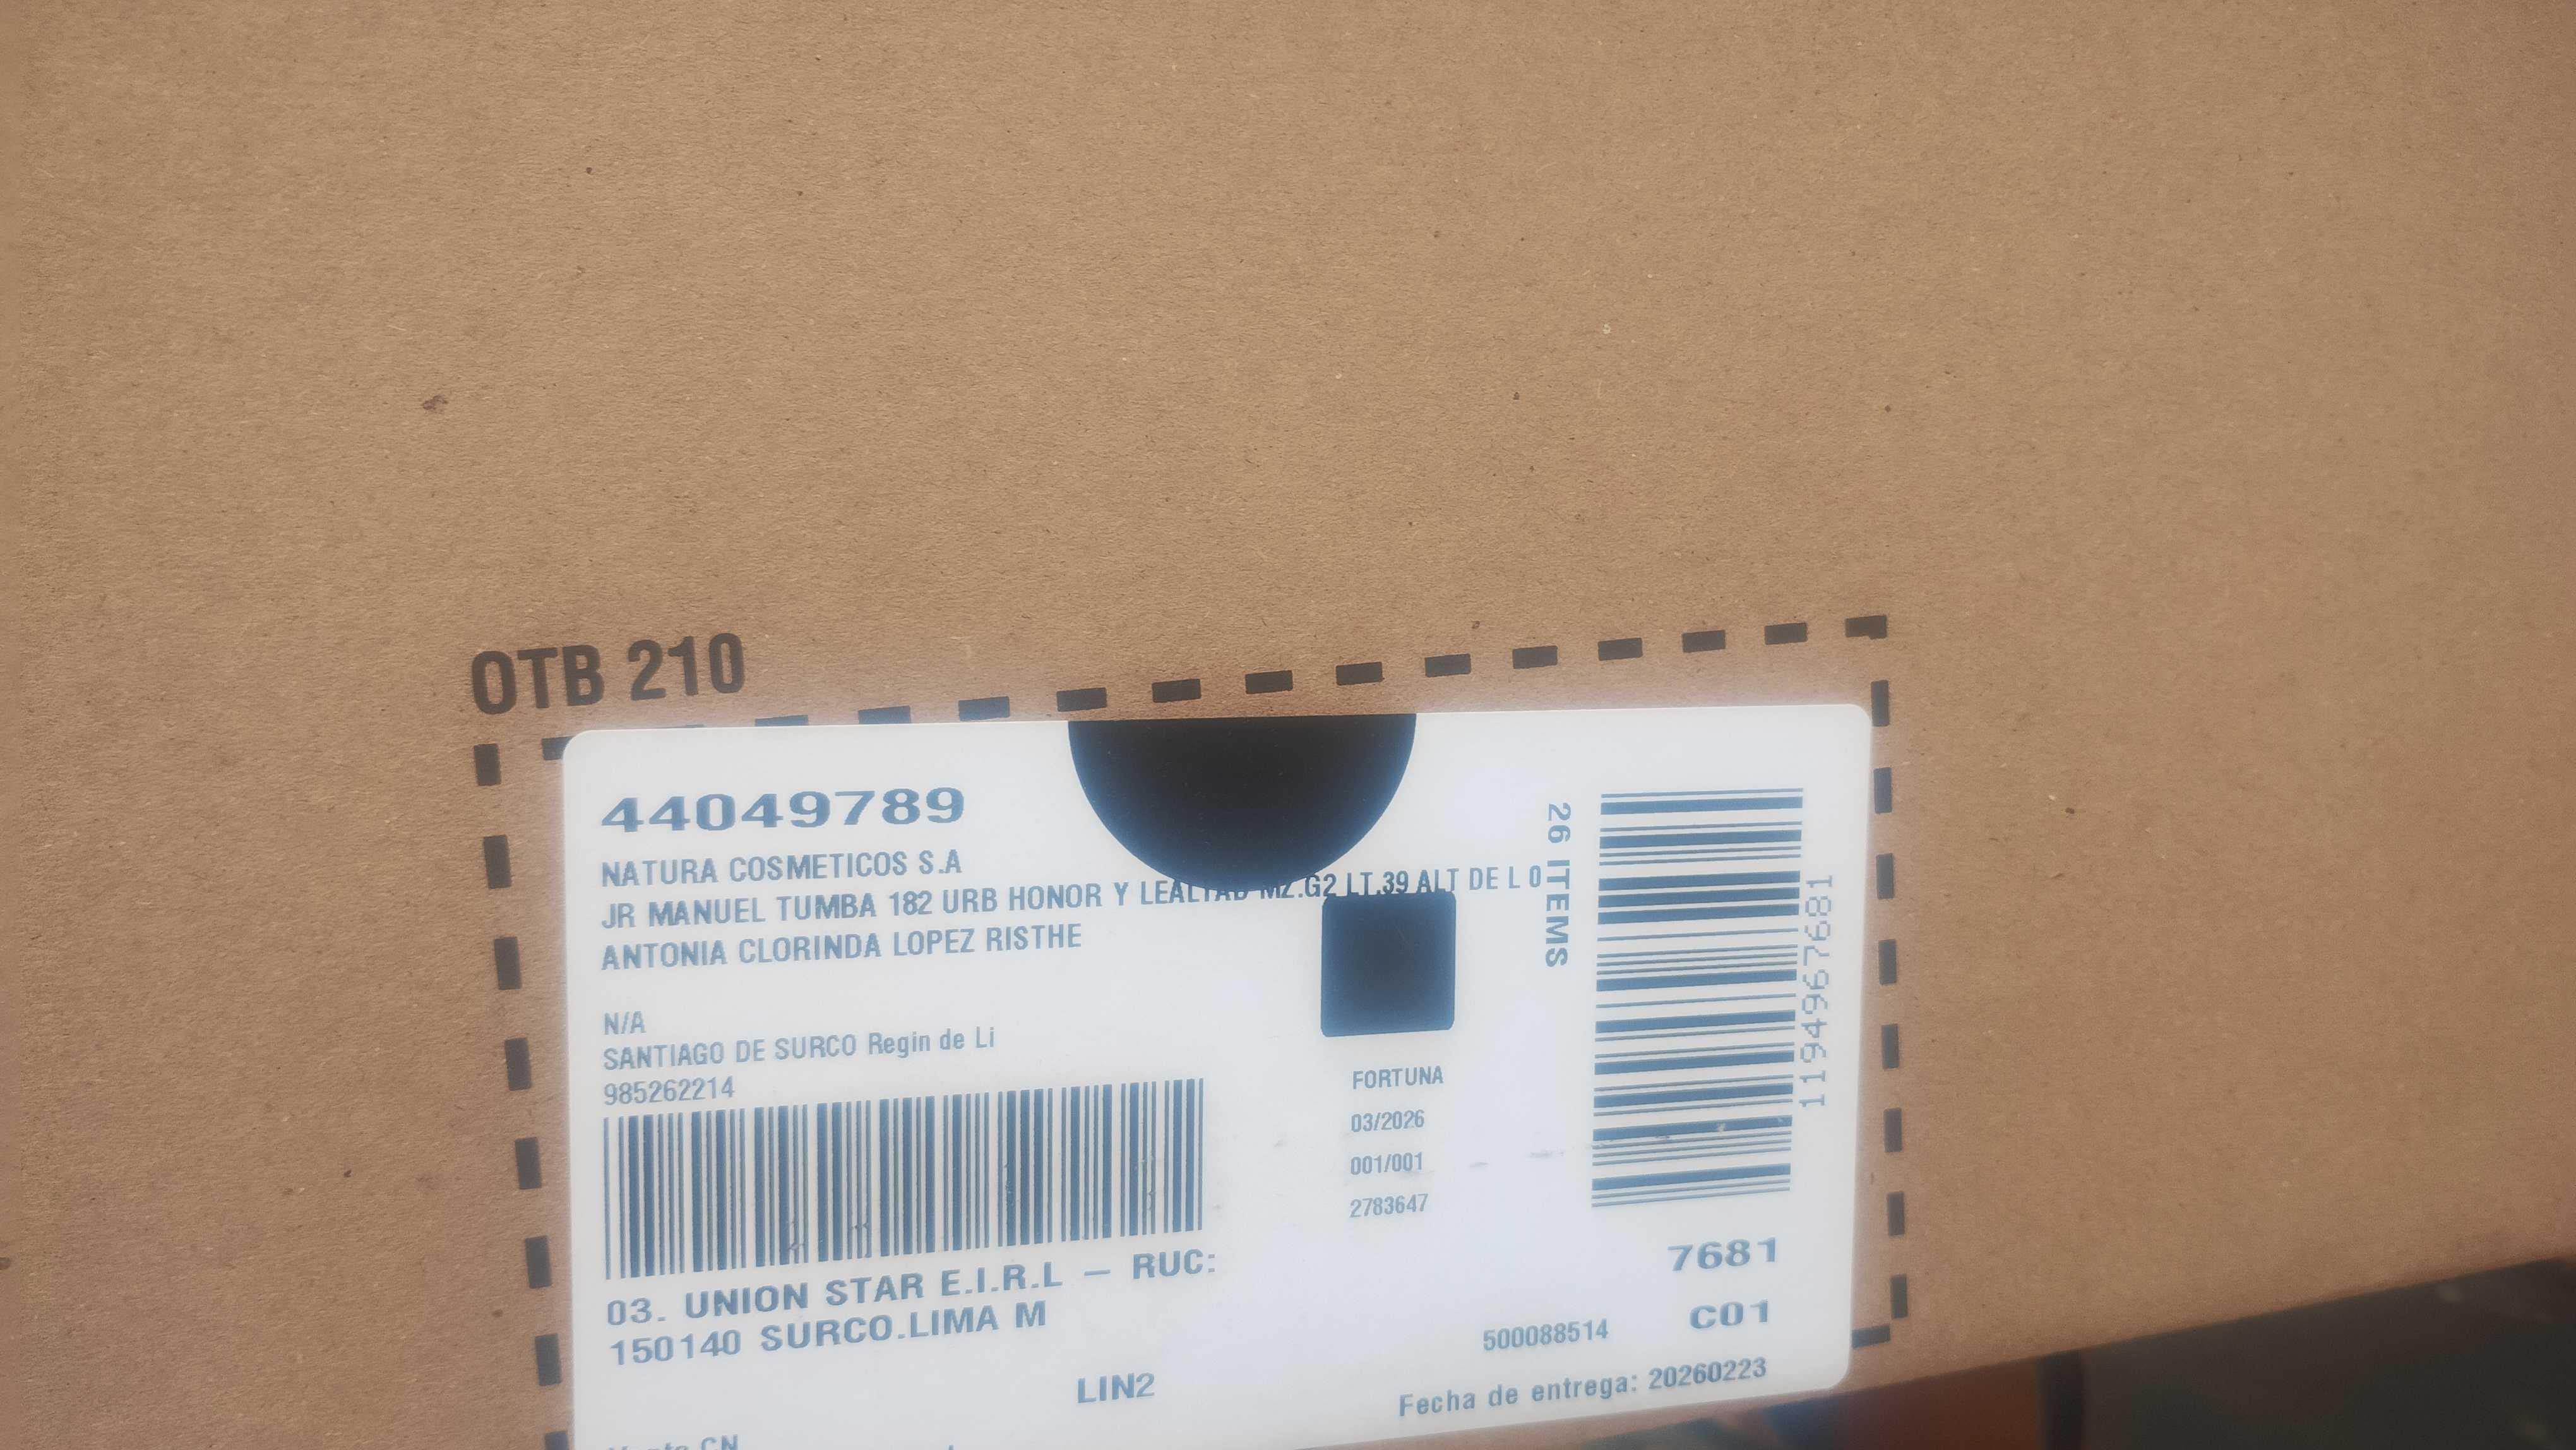 OTB 210
44049789
NATURA COSMETICOS S.A
JR MANUEL TUMBA 182 URB HONOR Y LEALTAD MZ.G2 LT.39 ALT DE L 0
ANTONIA CLORINDA LOPEZ RISTHE
N/A
SANTIAGO DE SURCO Regin de Li
985262214
26 ITEMS
1194967681
FORTUNA
03/2026
001/001
2783647
03. UNION STAR E.I.R.L – RUC:
150140 SURCO.LIMA M
7681
C01
500088514
LIN2
Fecha de entrega: 20260223
CN